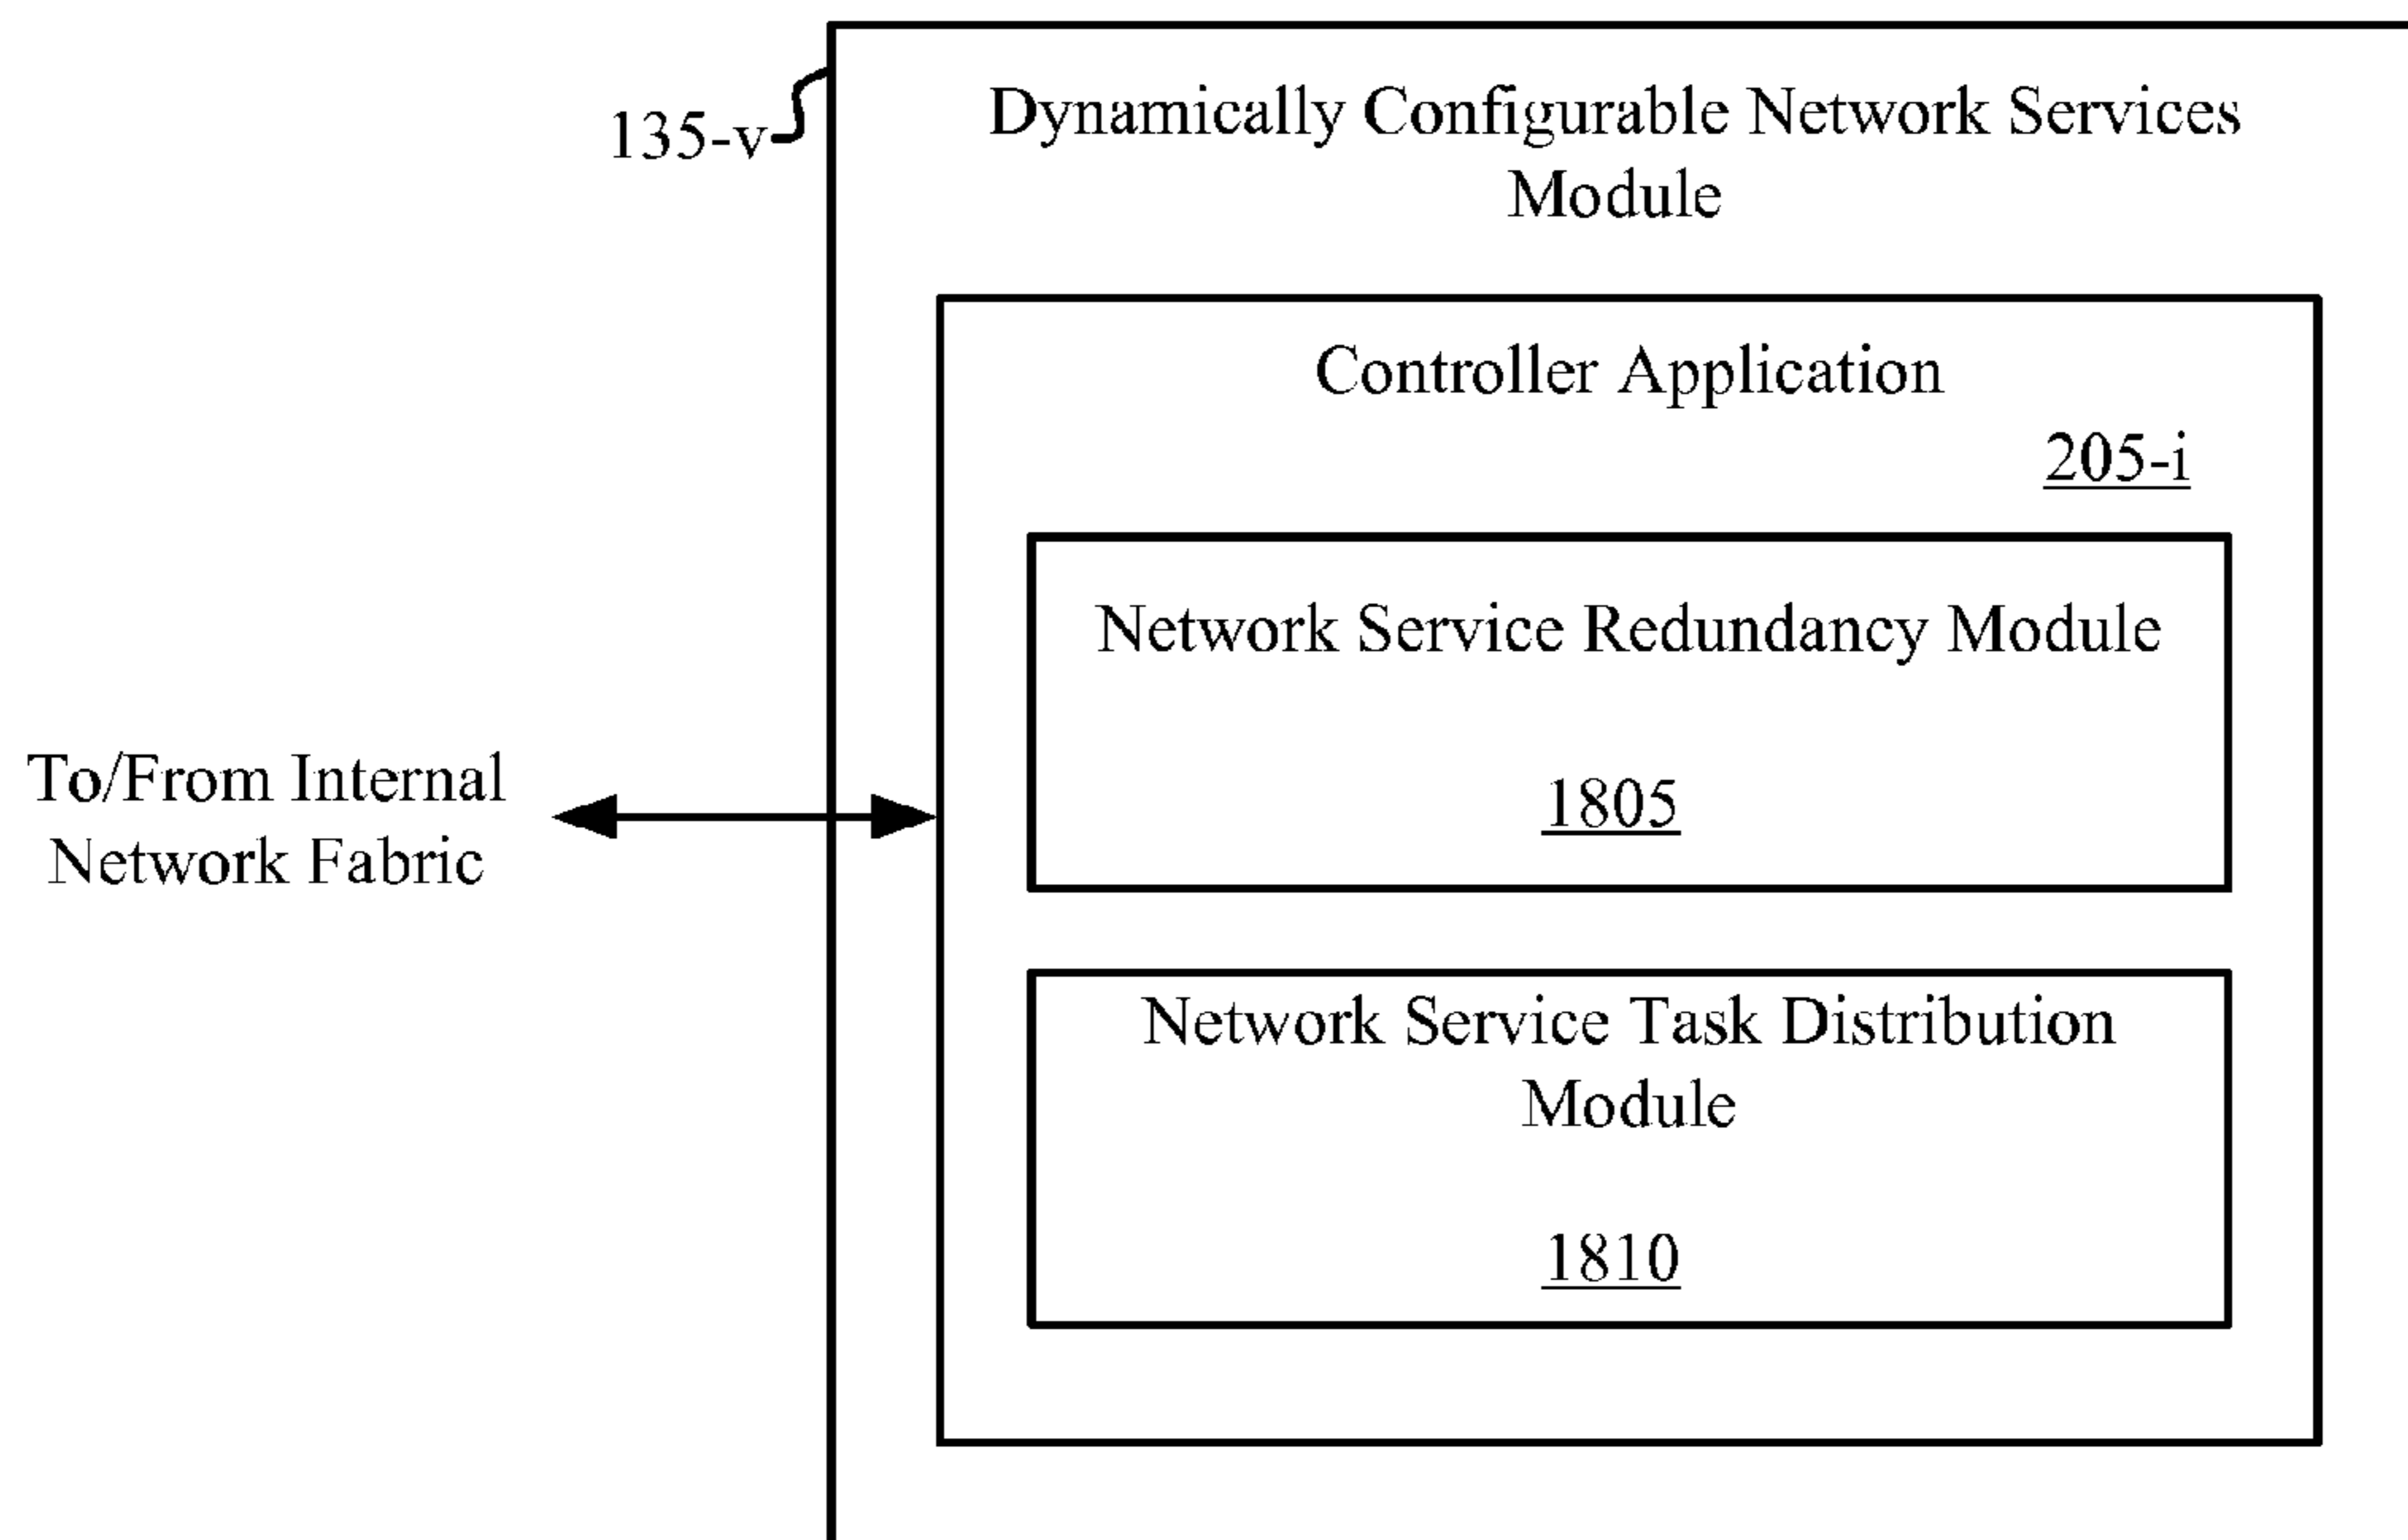 135-v
Dynamically Configurable Network Services
Module
Controller Application
205-i
Network Service Redundancy Module
1805
To/From Internal
Network Fabric
Network Service Task Distribution
Module
1810